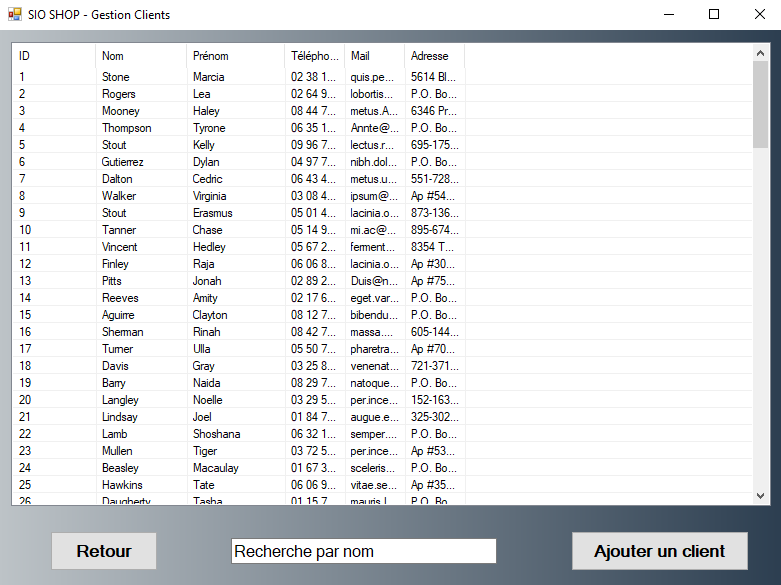 SIO SHOP - Gestion Clients
ID Nom Prénom Télépho... Mail Adresse
1 Stone Marcia 02 38 1... quis.pe... 5614 Bl...
2 Rogers Lea 02 64 9... lobortis... P.O. Bo...
3 Mooney Haley 08 44 7... metus.A... 6346 Pr...
4 Thompson Tyrone 06 35 1... Annte@... P.O. Bo...
5 Stout Kelly 09 96 7... lectus.r... 695-175...
6 Gutierrez Dylan 04 97 7... nibh.dol... P.O. Bo...
7 Dalton Cedric 06 43 4... metus.u... 551-728...
8 Walker Virginia 03 08 4... ipsum@... Ap #54...
9 Stout Erasmus 05 01 4... lacinia.o... 873-136...
10 Tanner Chase 05 14 9... mi.ac@... 895-674...
11 Vincent Hedley 05 67 2... ferment... 8354 T...
12 Finley Raja 06 06 8... lacinia.o... Ap #30...
13 Pitts Jonah 02 89 2... Duis@n... Ap #75...
14 Reeves Amity 02 17 6... eget.var... P.O. Bo...
15 Aguirre Clayton 08 12 7... bibendu... P.O. Bo...
16 Sherman Rinah 08 42 7... massa.... 605-144...
17 Turner Ulla 05 50 7... pharetra... Ap #70...
18 Davis Gray 03 25 8... venenat... 721-371...
19 Barry Naida 08 29 7... natoque... P.O. Bo...
20 Langley Noelle 03 29 5... per.ince... 152-163...
21 Lindsay Joel 01 84 7... augue.e... 325-302...
22 Lamb Shoshana 06 32 1... semper.... P.O. Bo...
23 Mullen Tiger 03 72 5... per.ince... Ap #53...
24 Beasley Macaulay 01 67 3... sceleris... P.O. Bo...
25 Hawkins Tate 06 06 9... vitae.se... Ap #35...
26 Daugherty Tasha 01 15 7... mauris.I... P.O. Bo...
Retour Recherche par nom Ajouter un client